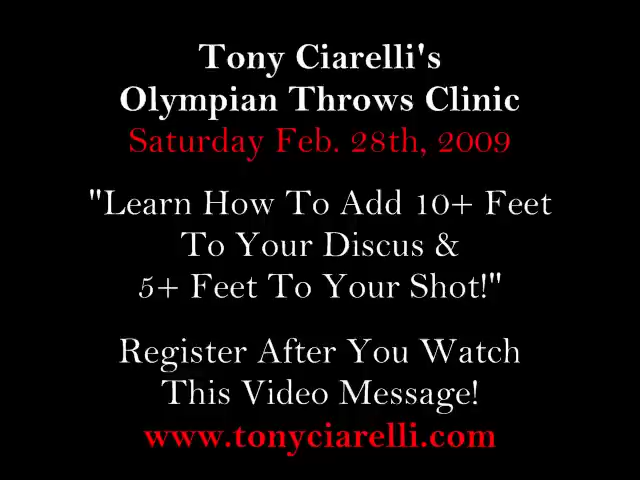 Tony Ciarelli's
Olympian Throws Clinic
Saturday Feb. 28th, 2009
"Learn How To Add 10+ Feet
To Your Discus &
5+ Feet To Your Shot!"
Register After You Watch
This Video Message!
www.tonyciarelli.com